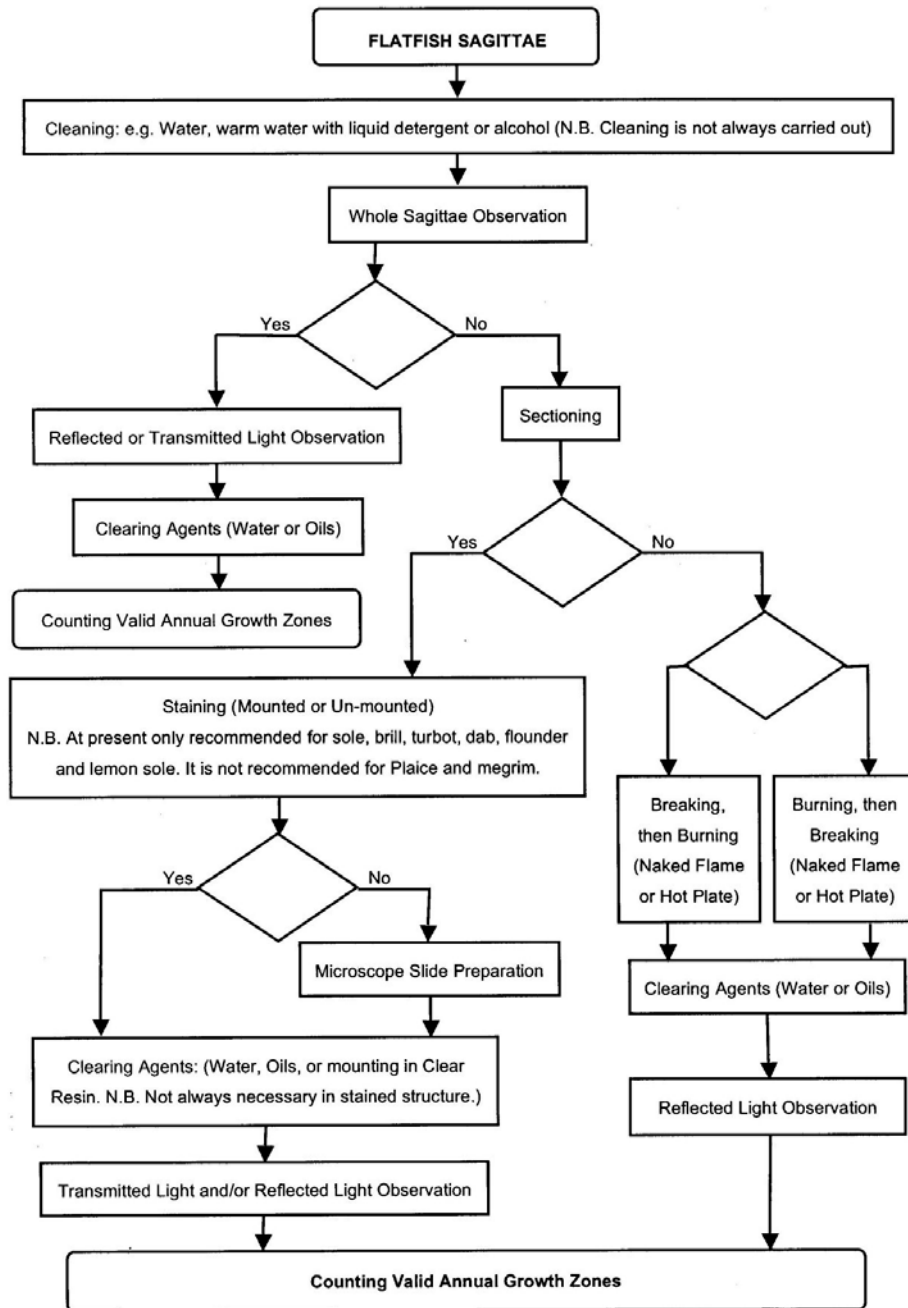 FLATFISH SAGITTAE
Cleaning: e.g. Water, warm water with liquid detergent or alcohol (N.B. Cleaning is not always carried out)
Whole Sagittae Observation
Yes
No
Reflected or Transmitted Light Observation
Sectioning
Clearing Agents (Water or Oils)
Yes
No
Counting Valid Annual Growth Zones
Staining (Mounted or Un-mounted)
N.B. At present only recommended for sole, brill, turbot, dab, flounder
and lemon sole. It is not recommended for Plaice and megrim.
Breaking,
then Burning
(Naked Flame
or Hot Plate)
Burning, then
Breaking
(Naked Flame
or Hot Plate)
Yes
No
Microscope Slide Preparation
Clearing Agents (Water or Oils)
Clearing Agents: (Water, Oils, or mounting in Clear
Resin. N.B. Not always necessary in stained structure.)
Reflected Light Observation
Transmitted Light and/or Reflected Light Observation
Counting Valid Annual Growth Zones